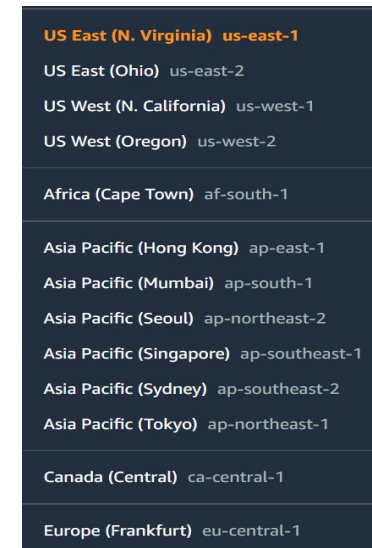 US East (N. Virginia) us-east-1
US East (Ohio) us-east-2
US West (N. California) us-west-1
US West (Oregon) us-west-2
Africa (Cape Town) af-south-1
Asia Pacific (Hong Kong) ap-east-1
Asia Pacific (Mumbai) ap-south-1
Asia Pacific (Seoul) ap-northeast-2
Asia Pacific (Singapore) ap-southeast-1
Asia Pacific (Sydney) ap-southeast-2
Asia Pacific (Tokyo) ap-northeast-1
Canada (Central) ca-central-1
Europe (Frankfurt) eu-central-1